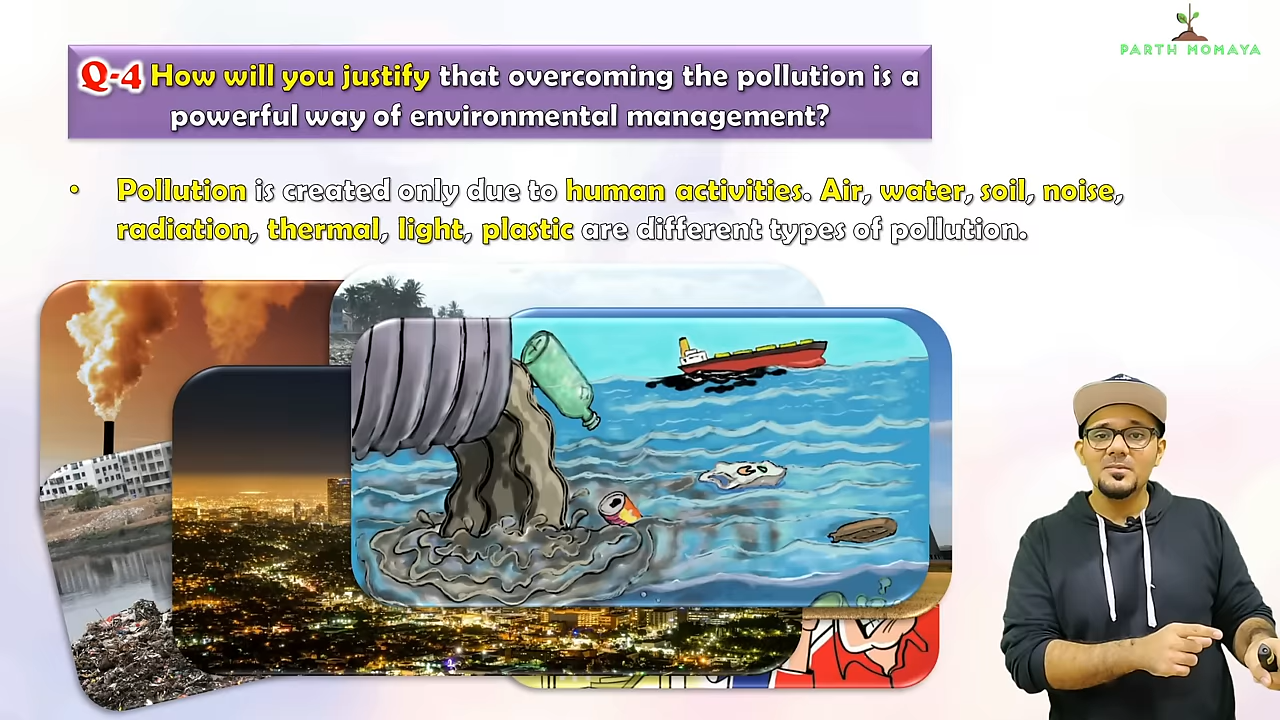 PARTH MOMAYA
Q-4 How will you justify that overcoming the pollution is a
powerful way of environmental management?
• Pollution is created only due to human activities. Air, water, soil, noise,
radiation, thermal, light, plastic are different types of pollution.